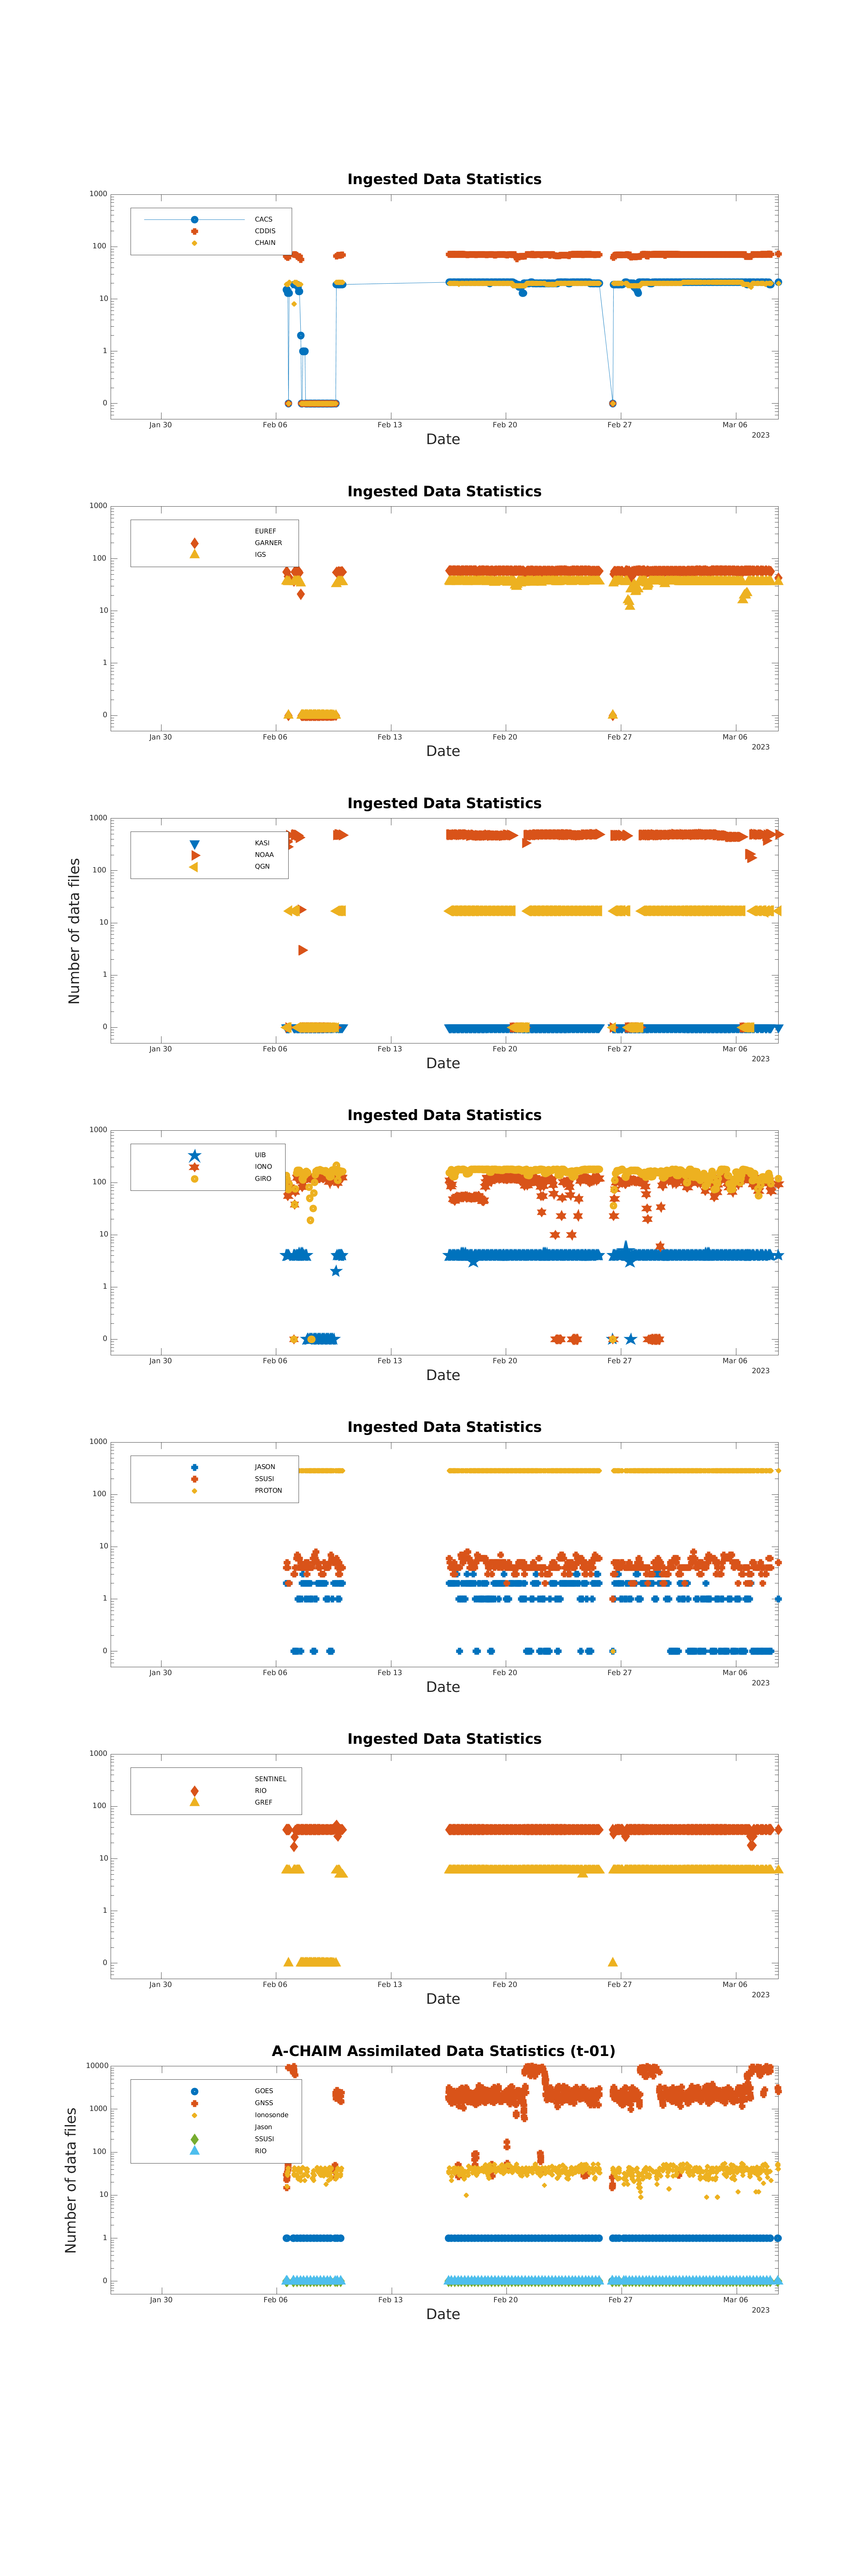 Ingested Data Statistics
1000
100
10
1
0
CACS
CDDIS
CHAIN
Jan 30 Feb 06 Feb 13 Feb 20 Feb 27 Mar 06
2023
Date
Ingested Data Statistics
1000
100
10
1
0
EUREF
GARNER
IGS
Jan 30 Feb 06 Feb 13 Feb 20 Feb 27 Mar 06
2023
Date
Ingested Data Statistics
Number of data files
1000
100
10
1
0
KASI
NOAA
QGN
Jan 30 Feb 06 Feb 13 Feb 20 Feb 27 Mar 06
2023
Date
Ingested Data Statistics
1000
100
10
1
0
UIB
IONO
GIRO
Jan 30 Feb 06 Feb 13 Feb 20 Feb 27 Mar 06
2023
Date
Ingested Data Statistics
1000
100
10
1
0
JASON
SSUSI
PROTON
Jan 30 Feb 06 Feb 13 Feb 20 Feb 27 Mar 06
2023
Date
Ingested Data Statistics
1000
100
10
1
0
SENTINEL
RIO
GREF
Jan 30 Feb 06 Feb 13 Feb 20 Feb 27 Mar 06
2023
Date
A-CHAIM Assimilated Data Statistics (t-01)
Number of data files
10000
1000
100
10
1
0
GOES
GNSS
Ionosonde
Jason
SSUSI
RIO
Jan 30 Feb 06 Feb 13 Feb 20 Feb 27 Mar 06
2023
Date